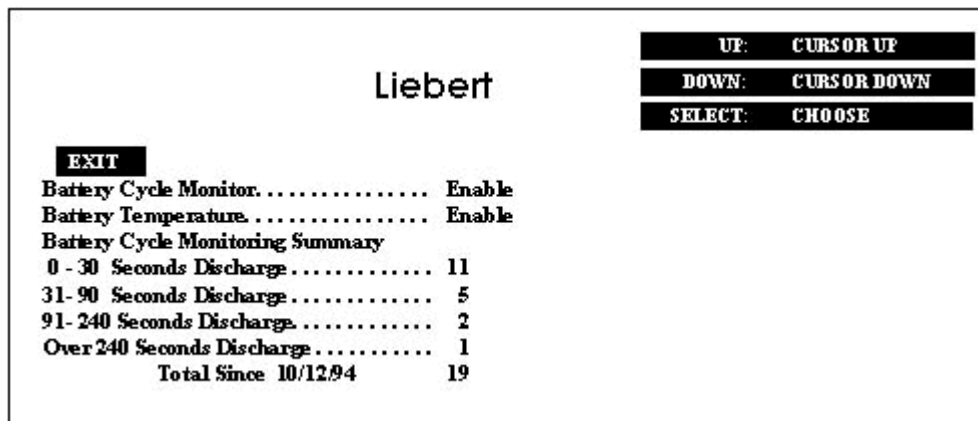 UP: CURSOR UP
Liebert
DOWN: CURSOR DOWN
SELECT: CHOOSE
EXIT
Battery Cycle Monitor................ Enable
Battery Temperature................. Enable
Battery Cycle Monitoring Summary
0 - 30 Seconds Discharge ............. 11
31- 90 Seconds Discharge ............. 5
91- 240 Seconds Discharge............. 2
Over 240 Seconds Discharge ........... 1
Total Since 10/12/94 19